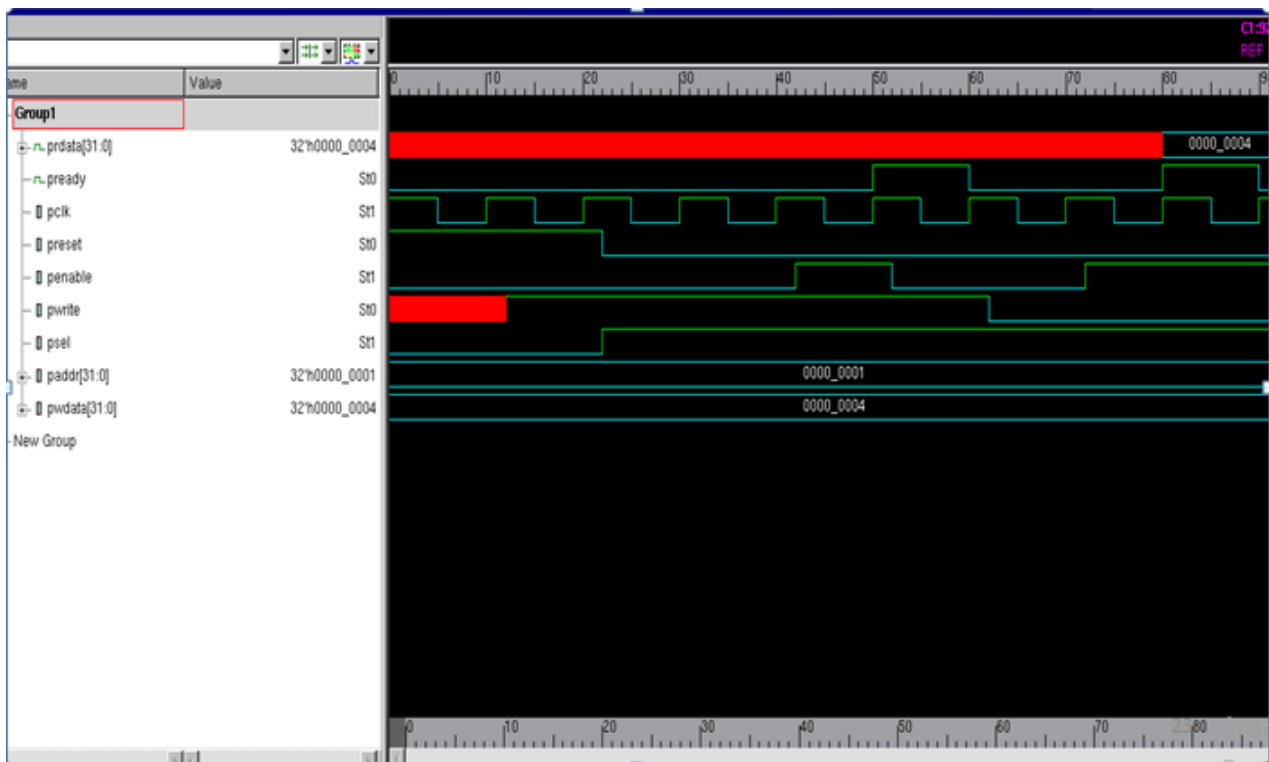 C1:92
REF
ame Value 0 10 20 30 40 50 60 70 80 9
Group1
prdata[31:0] 32'h0000_0004 0000_0004
pready St0
pclk St1
preset St0
penable St1
pwrite St0
psel St1
paddr[31:0] 32'h0000_0001 0000_0001
pwdata[31:0] 32'h0000_0004 0000_0004
New Group
0 10 20 30 40 50 60 70 80